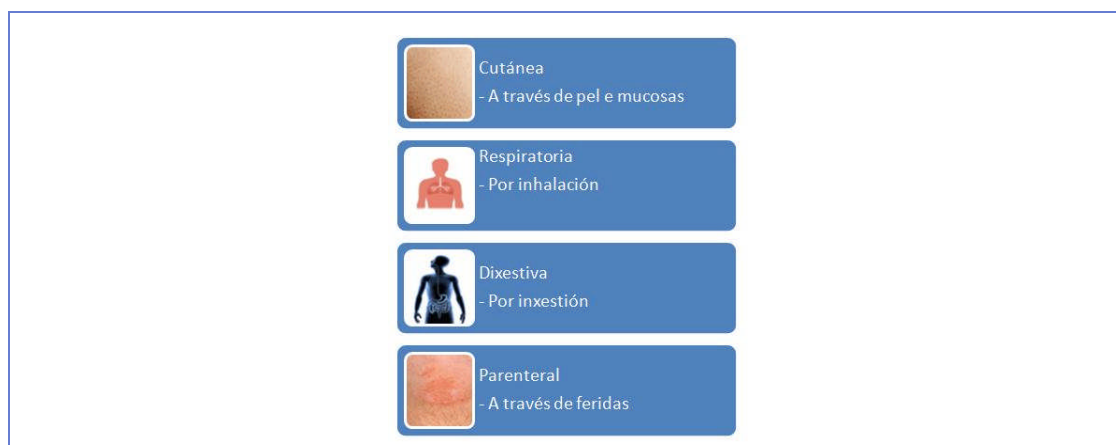 Cutánea
- A través de pel e mucosas
Respiratoria
- Por inhalación
Dixestiva
- Por inxestión
Parenteral
- A través de feridas